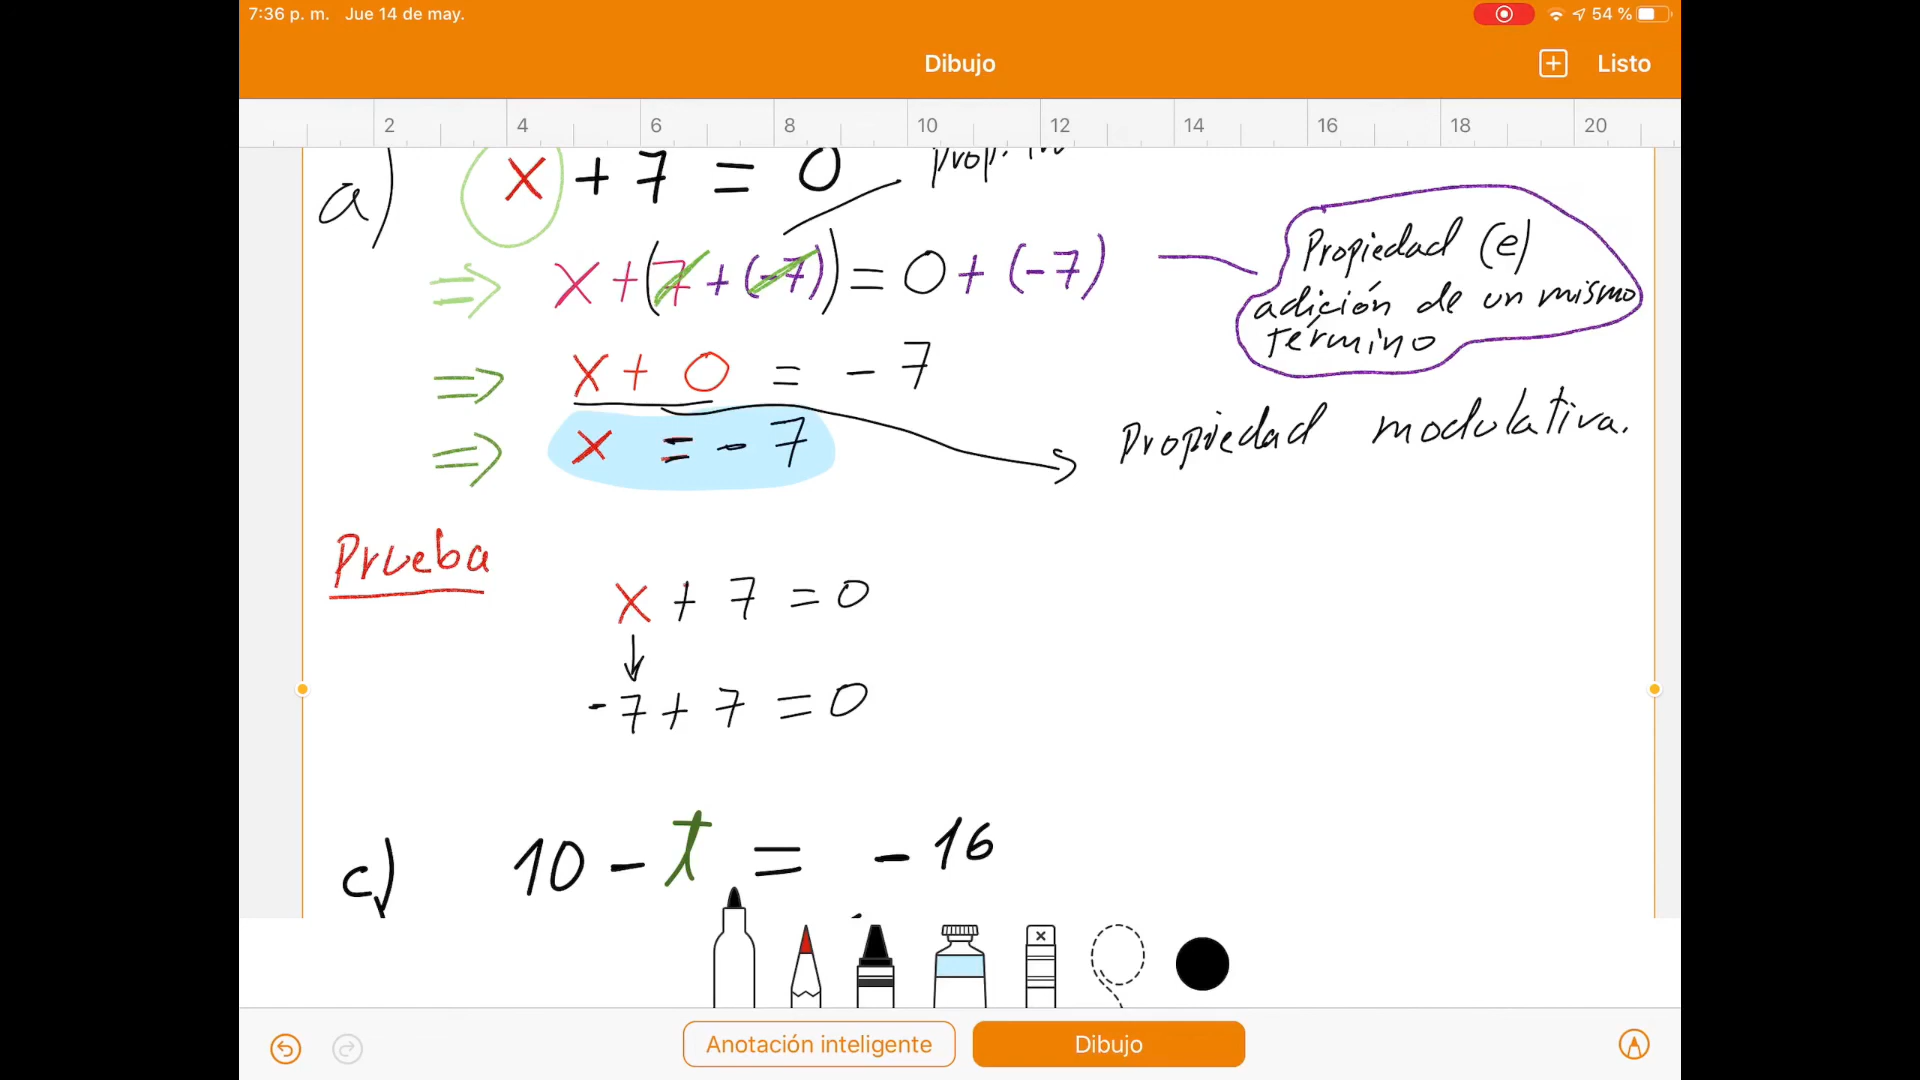 7:36 p. m. Jue 14 de may.
54 %
Dibujo
Listo
2 4 6 8 10 12 14 16 18 20
a) x + 7 = 0
⇒ x + (7 + (-7)) = 0 + (-7)
Propiedad (e)
adición de un mismo
término
⇒ x + 0 = - 7
⇒ x = - 7
Propiedad modulativa.
Prueba
x + 7 = 0
-7 + 7 = 0
c) 10 - t = - 16
Anotación inteligente
Dibujo